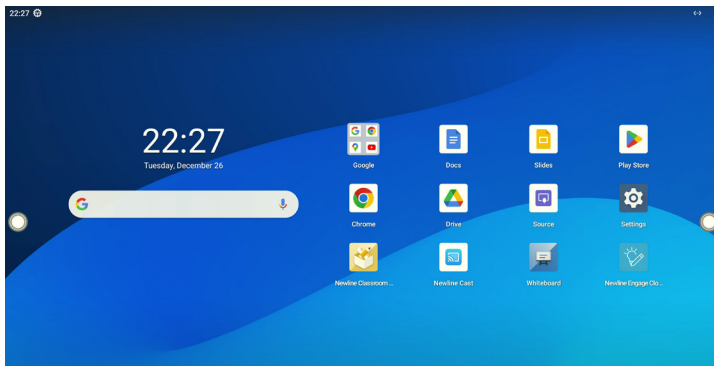 22:27
22:27
Tuesday, December 26
Google
Docs
Slides
Play Store
Chrome
Drive
Source
Settings
Newline Classroom...
Newline Cast
Whiteboard
Newline Engage Clo...